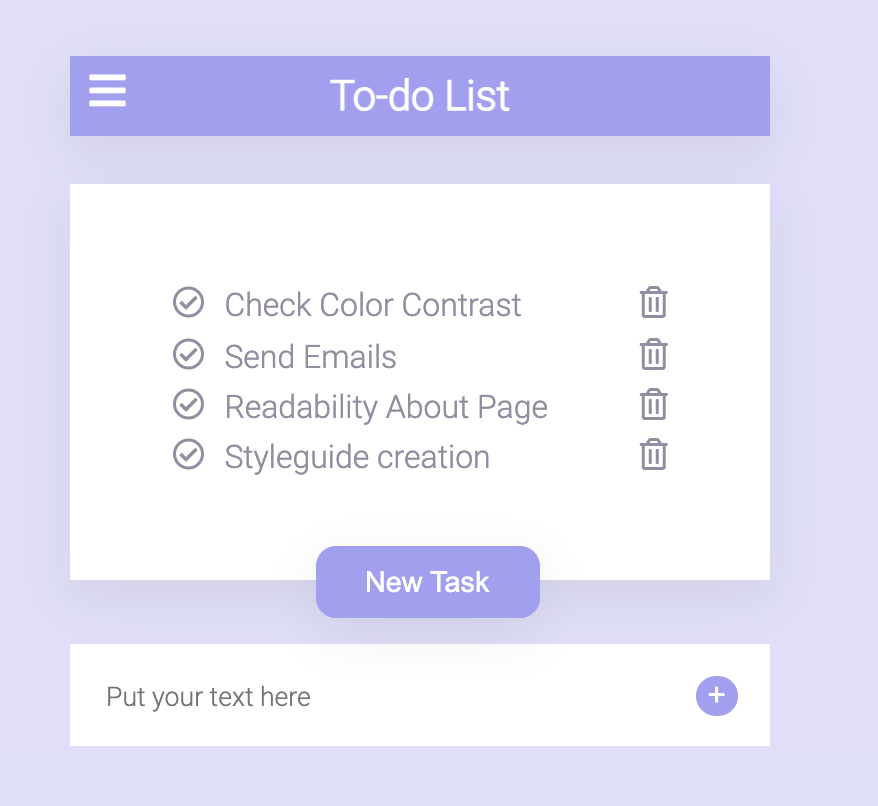 To-do List
Check Color Contrast
Send Emails
Readability About Page
Styleguide creation
New Task
Put your text here